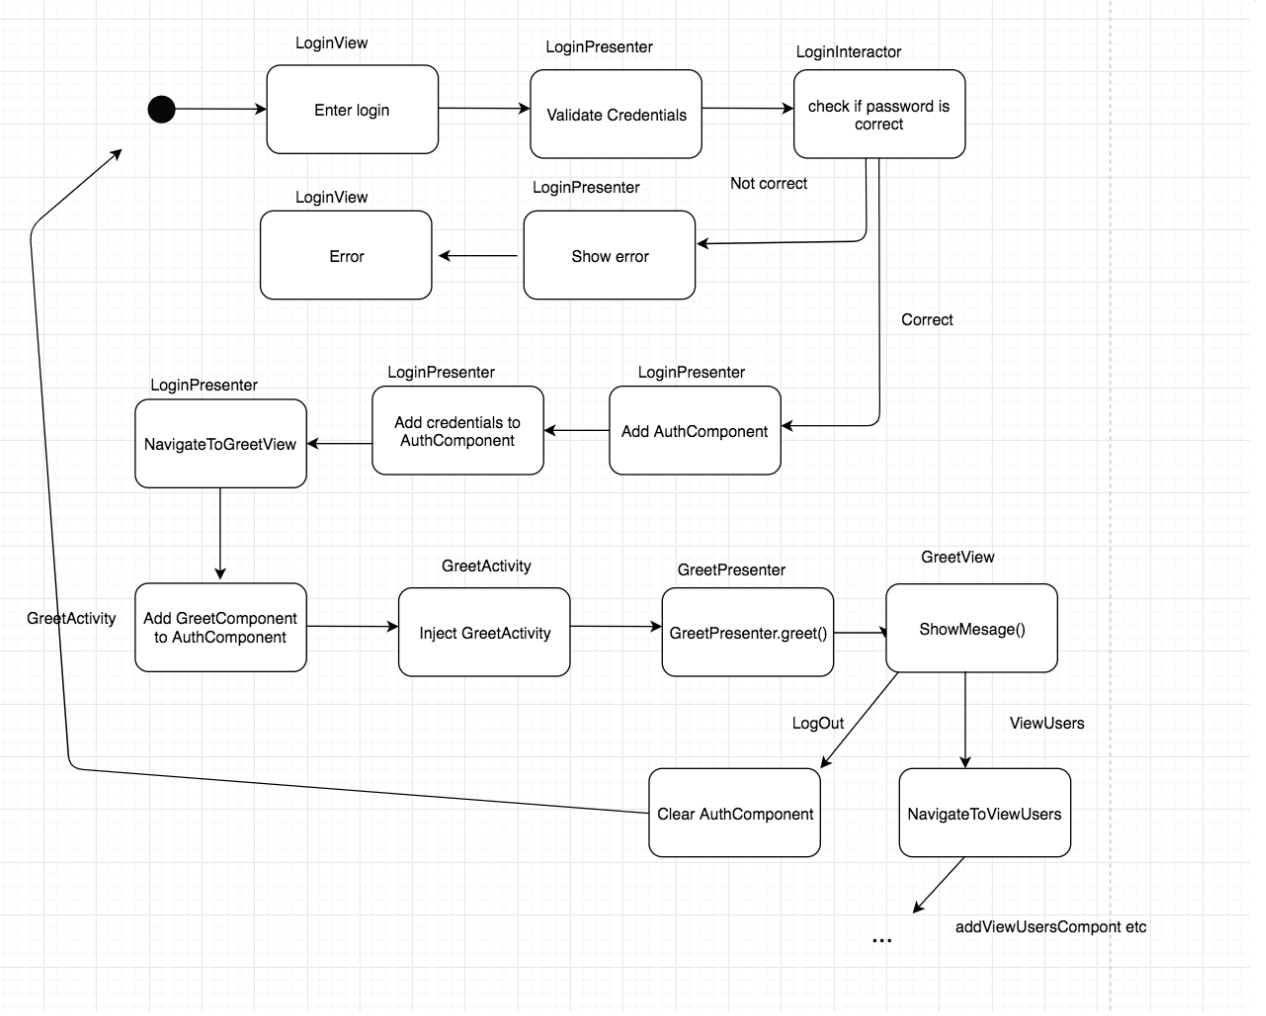 LoginView
LoginPresenter
LoginInteractor
Enter login
Validate Credentials
check if password is
correct
Not correct
LoginView
LoginPresenter
Error
Show error
Correct
LoginPresenter
LoginPresenter
LoginPresenter
NavigateToGreetView
Add credentials to
AuthComponent
Add AuthComponent
GreetActivity
GreetPresenter
GreetView
GreetActivity
Add GreetComponent
to AuthComponent
Inject GreetActivity
GreetPresenter.greet()
ShowMesage()
LogOut
ViewUsers
Clear AuthComponent
NavigateToViewUsers
addViewUsersCompont etc
...